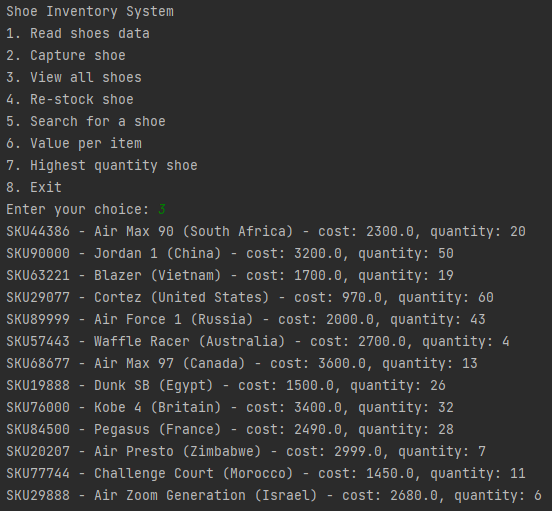 Shoe Inventory System
1. Read shoes data
2. Capture shoe
3. View all shoes
4. Re-stock shoe
5. Search for a shoe
6. Value per item
7. Highest quantity shoe
8. Exit
Enter your choice: 3
SKU44386 - Air Max 90 (South Africa) - cost: 2300.0, quantity: 20
SKU90000 - Jordan 1 (China) - cost: 3200.0, quantity: 50
SKU63221 - Blazer (Vietnam) - cost: 1700.0, quantity: 19
SKU29077 - Cortez (United States) - cost: 970.0, quantity: 60
SKU89999 - Air Force 1 (Russia) - cost: 2000.0, quantity: 43
SKU57443 - Waffle Racer (Australia) - cost: 2700.0, quantity: 4
SKU68677 - Air Max 97 (Canada) - cost: 3600.0, quantity: 13
SKU19888 - Dunk SB (Egypt) - cost: 1500.0, quantity: 26
SKU76000 - Kobe 4 (Britain) - cost: 3400.0, quantity: 32
SKU84500 - Pegasus (France) - cost: 2490.0, quantity: 28
SKU20207 - Air Presto (Zimbabwe) - cost: 2999.0, quantity: 7
SKU77744 - Challenge Court (Morocco) - cost: 1450.0, quantity: 11
SKU29888 - Air Zoom Generation (Israel) - cost: 2680.0, quantity: 6